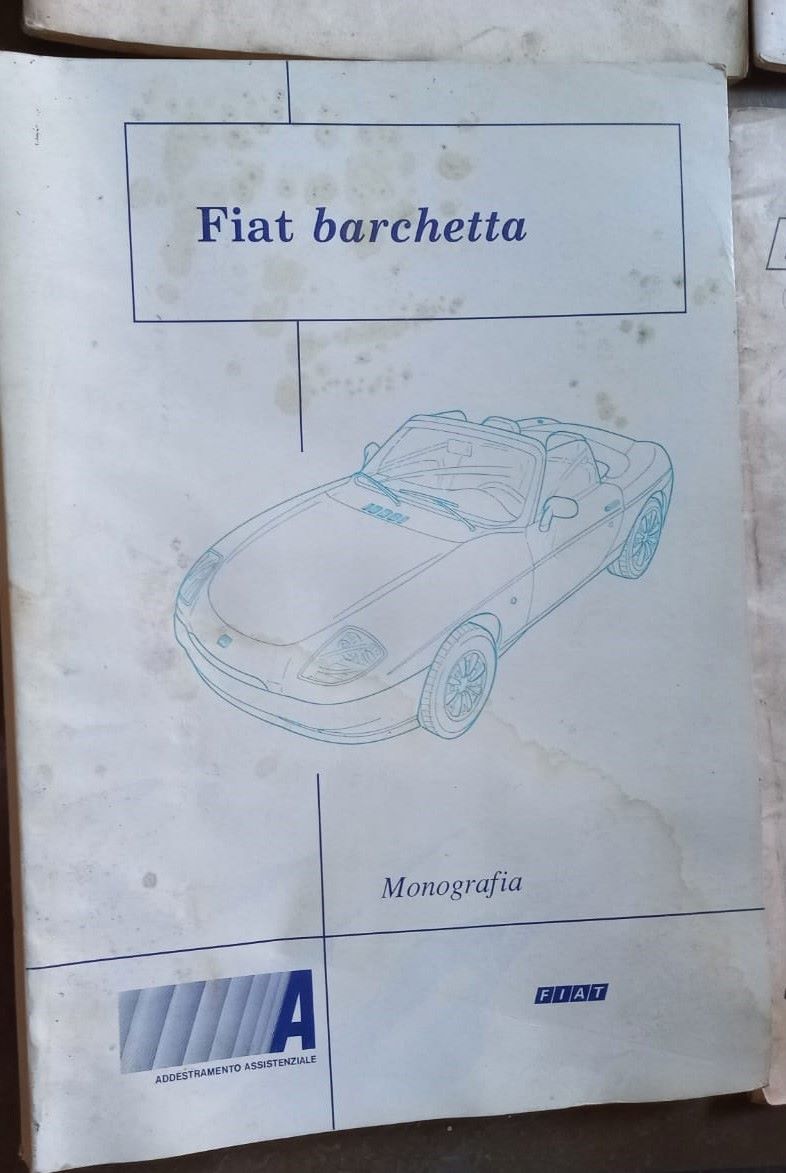 Fiat barchetta
Monografia
A
ADDESTRAMENTO ASSISTENZIALE
FIAT